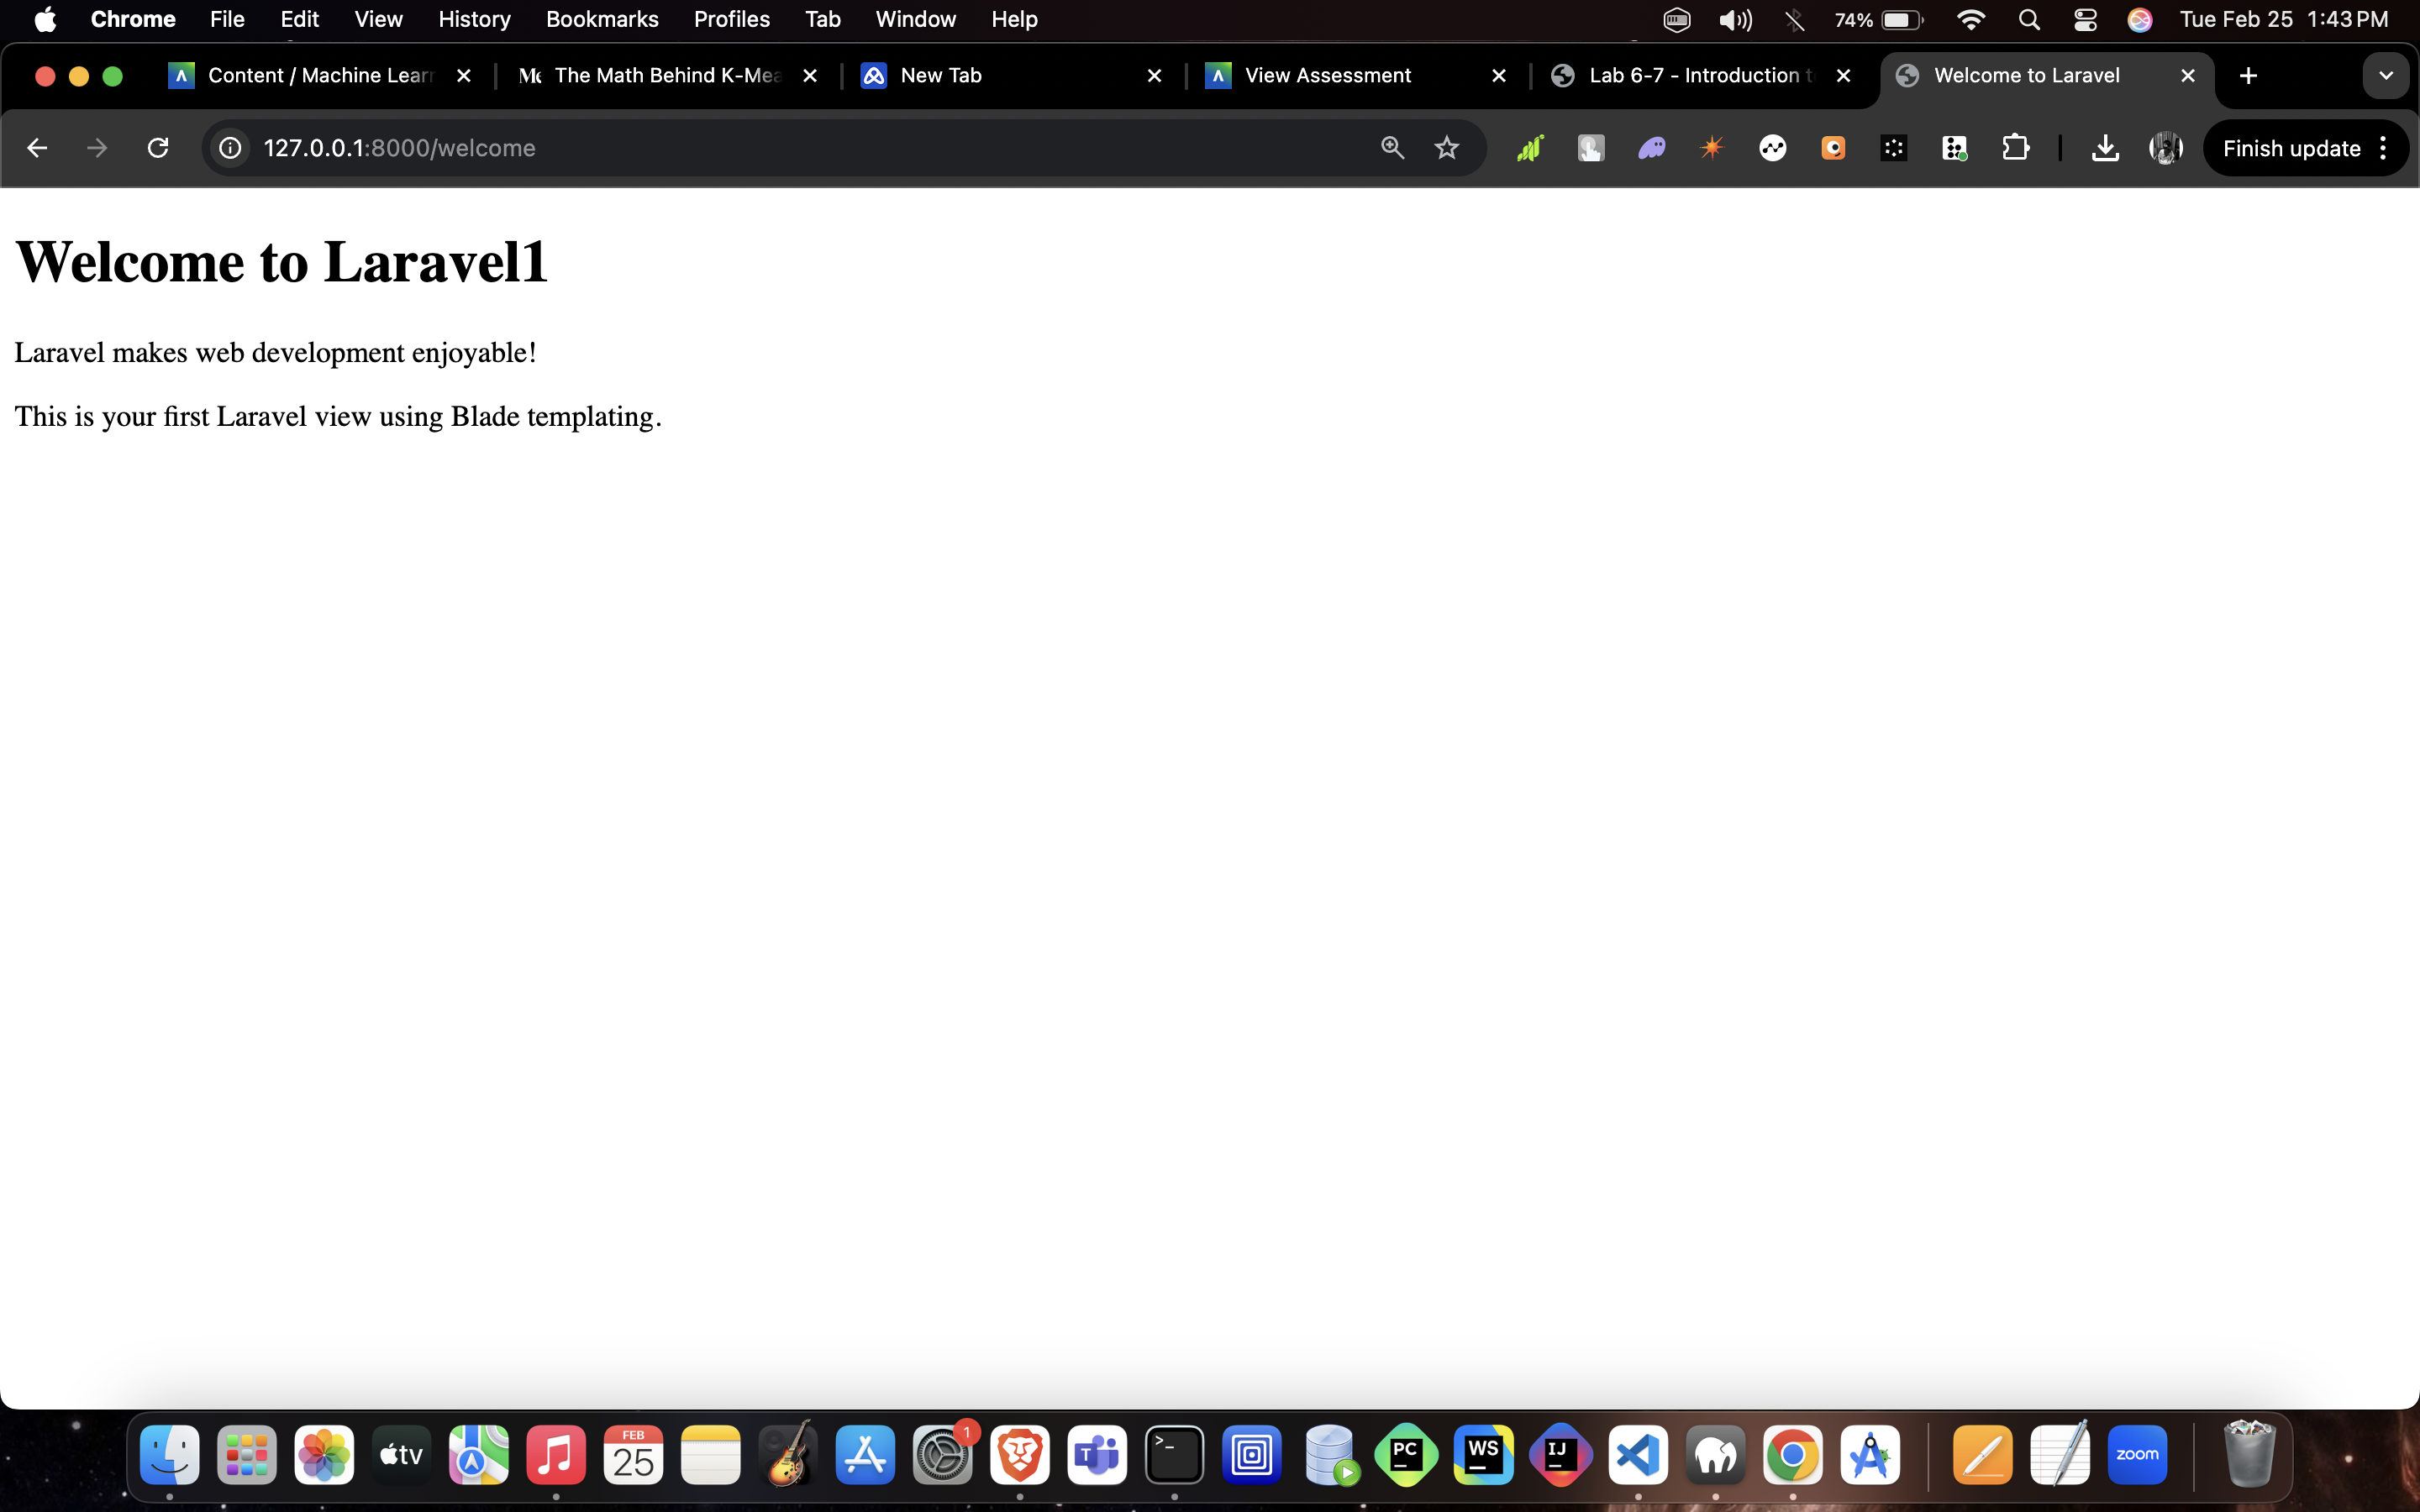 Chrome File Edit View History Bookmarks Profiles Tab Window Help 74% Tue Feb 25 1:43 PM
Content / Machine Lear The Math Behind K-Mea New Tab View Assessment Lab 6-7 - Introduction t Welcome to Laravel
127.0.0.1:8000/welcome Finish update
Welcome to Laravel1
Laravel makes web development enjoyable!
This is your first Laravel view using Blade templating.
tv FEB 25 1 T >_ PC WS IJ zoom